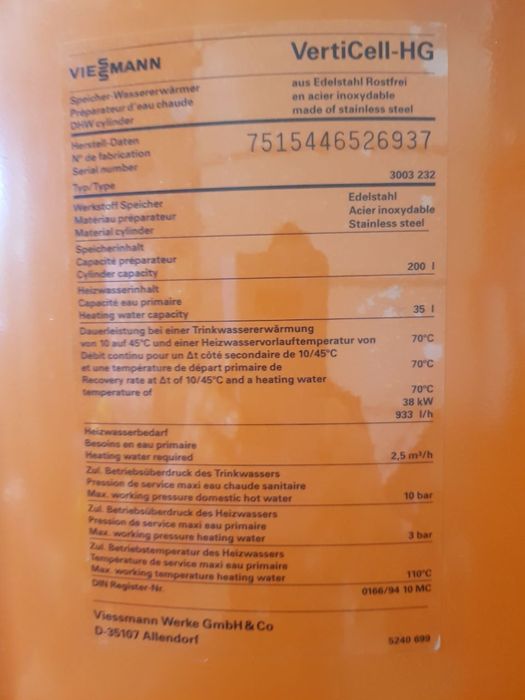 VIESSMANN
VertiCell-HG
Speicher-Wassererwärmer
Préparateur d'eau chaude
DHW cylinder
aus Edelstahl Rostfrei
en acier inoxydable
made of stainless steel
Herstell-Daten
N° de fabrication
Serial number
7515446526937
Typ/Type
3003 232
Werkstoff Speicher
Matériau préparateur
Material cylinder
Edelstahl
Acier inoxydable
Stainless steel
Speicherinhalt
Capacité préparateur
Cylinder capacity
200 l
Heizwasserinhalt
Capacité eau primaire
Heating water capacity
35 l
Dauerleistung bei einer Trinkwassererwärmung
von 10 auf 45°C und einer Heizwasservorlauftemperatur von 70°C
Débit continu pour un Δt côté secondaire de 10/45°C
et une température de départ primaire de 70°C
Recovery rate at Δt of 10/45°C and a heating water
temperature of 70°C
38 kW
933 l/h
Heizwasserbedarf
Besoins en eau primaire
Heating water required
2,5 m³/h
Zul. Betriebsüberdruck des Trinkwassers
Pression de service maxi eau chaude sanitaire
Max. working pressure domestic hot water
10 bar
Zul. Betriebsüberdruck des Heizwassers
Pression de service maxi eau primaire
Max. working pressure heating water
3 bar
Zul. Betriebstemperatur des Heizwassers
Température de service maxi eau primaire
Max. working temperature heating water
110°C
DIN Register-Nr.
0166/94 10 MC
Viessmann Werke GmbH & Co
D-35107 Allendorf
5240 699